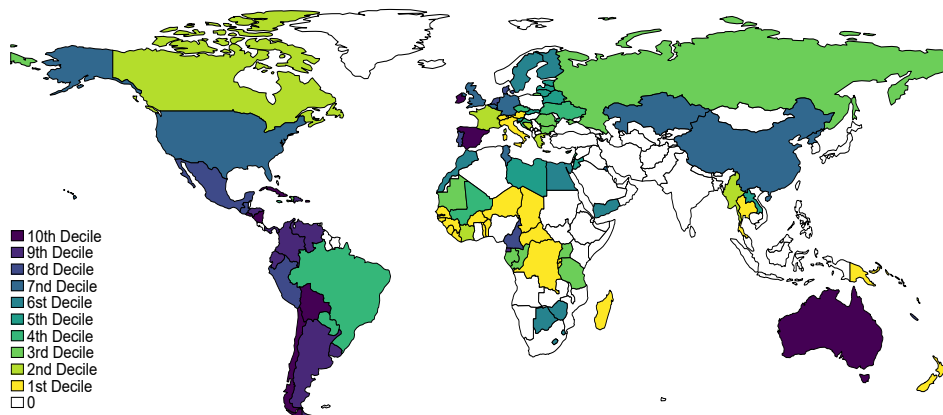 10th Decile
9th Decile
8rd Decile
7nd Decile
6st Decile
5th Decile
4th Decile
3rd Decile
2nd Decile
1st Decile
0